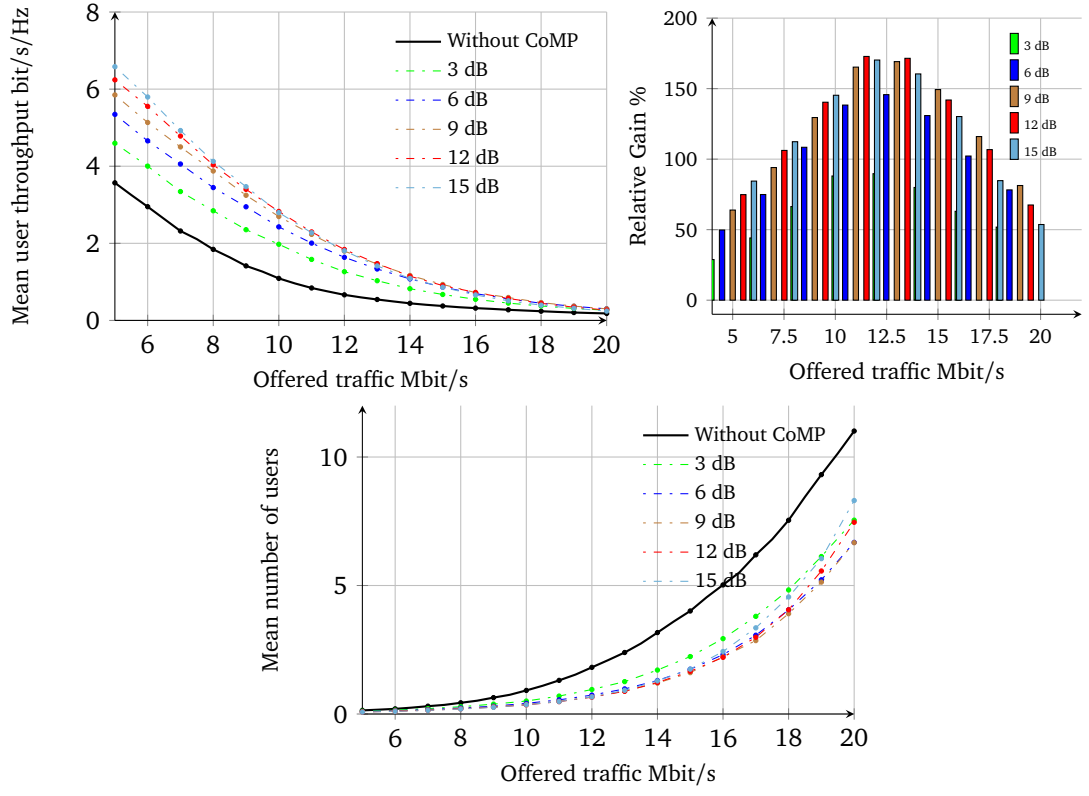 Mean user throughput bit/s/Hz
8
6
4
2
0
6 8 10 12 14 16 18 20
Offered traffic Mbit/s
Without CoMP
3 dB
6 dB
9 dB
12 dB
15 dB
Relative Gain %
200
150
100
50
0
5 7.5 10 12.5 15 17.5 20
Offered traffic Mbit/s
3 dB
6 dB
9 dB
12 dB
15 dB
Mean number of users
10
5
0
6 8 10 12 14 16 18 20
Offered traffic Mbit/s
Without CoMP
3 dB
6 dB
9 dB
12 dB
15 dB